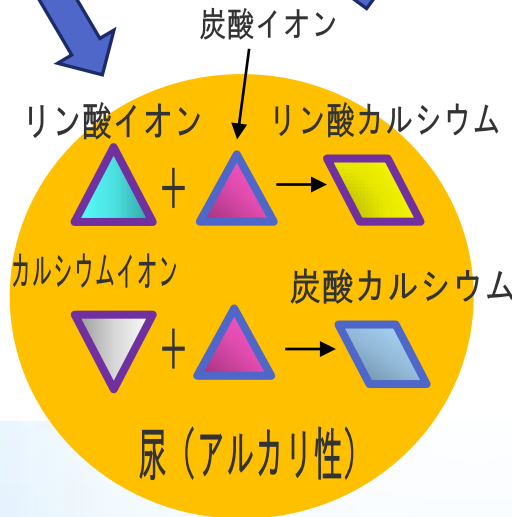 炭酸イオン
リン酸イオン
リン酸カルシウム
+
カルシウムイオン
炭酸カルシウム
+
尿（アルカリ性）